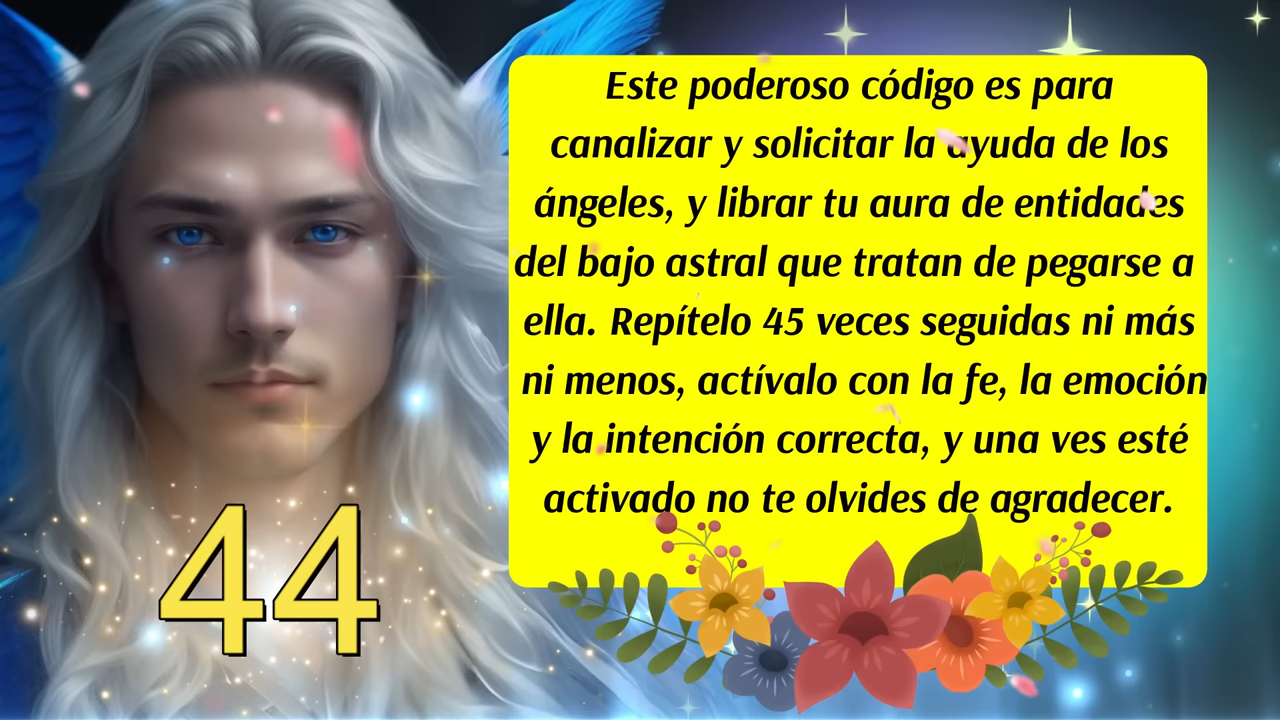 Este poderoso código es para
canalizar y solicitar la ayuda de los
ángeles, y librar tu aura de entidades
del bajo astral que tratan de pegarse a
ella. Repítelo 45 veces seguidas ni más
ni menos, actívalo con la fe, la emoción
y la intención correcta, y una ves esté
activado no te olvides de agradecer.
44